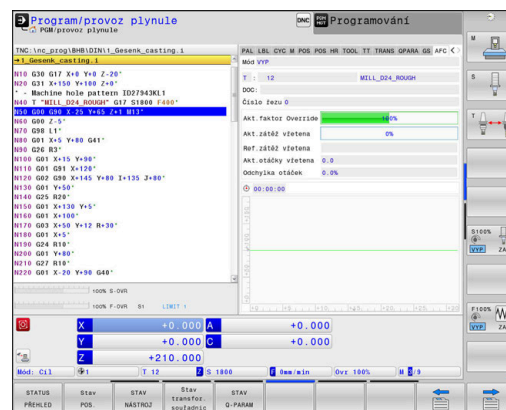 Program/provoz plynule
PGM/provoz plynule
DNC
Programování
TNC:\nc_prog\BHB\DIN\1_Gesenk_casting.i
→1_Gesenk_casting.i
N10 G30 G17 X+0 Y+0 Z-20*
N20 G31 X+150 Y+100 Z+0*
* - Machine hole pattern ID27943KL1
N40 T "MILL_D24_ROUGH" G17 S1800 F400*
N50 G00 G90 X-25 Y+65 Z+1 M13*
N60 G00 Z-5*
N70 G98 L1*
N80 G01 X+5 Y+80 G41*
N90 G26 R3*
N100 G01 X+15 Y+90*
N110 G01 G91 X+120*
N120 G02 G90 X+145 Y+80 I+135 J+80*
N130 G01 Y+50*
N140 G25 R20*
N150 G01 X+130 Y+5*
N160 G01 X+100*
N170 G03 X+50 Y+12 R+30*
N180 G01 X+5*
N190 G24 R10*
N200 G01 Y+80*
N210 G27 R10*
N220 G01 X-20 Y+90 G40*
100% S-OVR
100% F-OVR S1 LIMIT 1
PAL LBL CYC M POS POS HR TOOL TT TRANS QPARA GS AFC
Mód VYP
T : 12 MILL_D24_ROUGH
DOC:
Číslo řezu 0
Akt.faktor Override 100%
Akt.zátěž vřetena 0%
Ref.zátěž vřetena
Akt.otáčky vřetena 0.0
Odchylka otáček 0.0%
00:00:00
X +0.000 A +0.000
Y +0.000 C +0.000
Z +210.000
Mód: Cíl 1 T 12 Z S 1800 F 0mm/min Ovr 100% M 5/9
STATUS PŘEHLED
Stav POS.
STAV NÁSTROJ
Stav transfor. souřadnic
STAV Q-PARAM
M
S
T
S100%
VYP
F100%
VYP